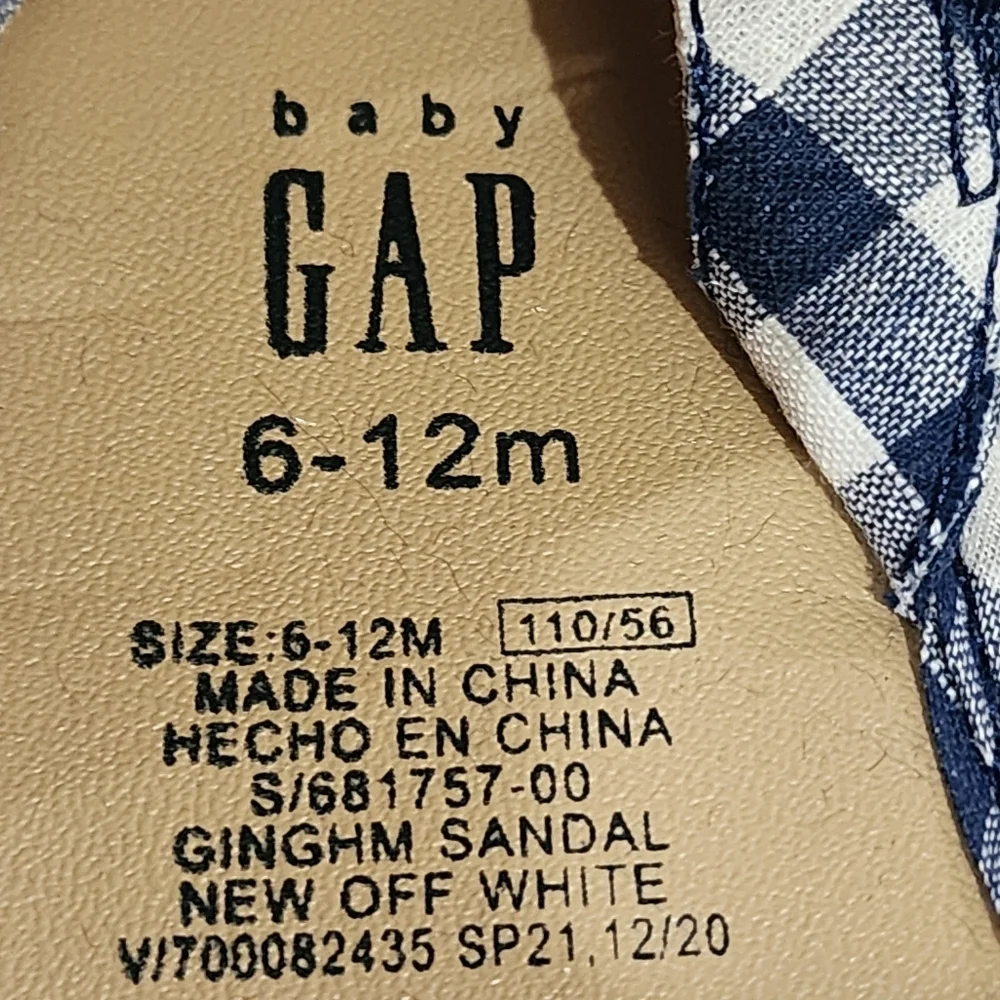 baby
GAP
6-12m
SIZE:6-12M 110/56
MADE IN CHINA
HECHO EN CHINA
S/681757-00
GINGHM SANDAL
NEW OFF WHITE
V/700082435 SP21,12/20